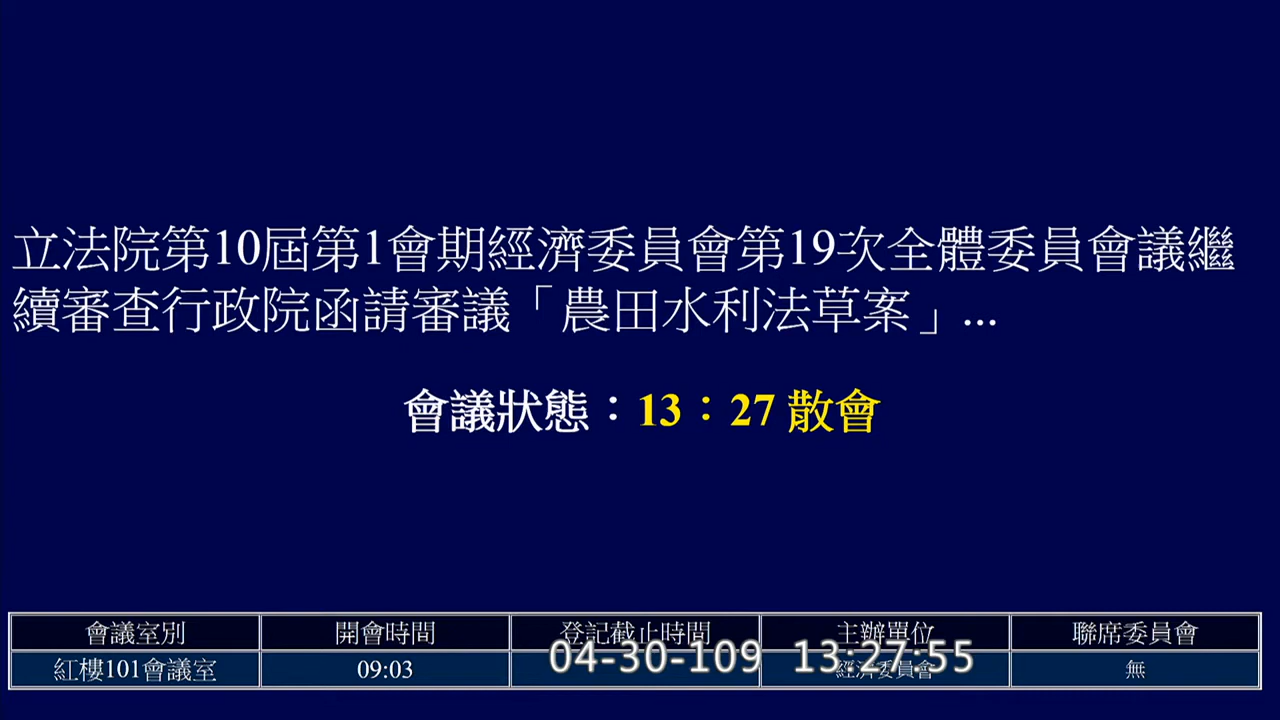 立法院第10屆第1會期經濟委員會第19次全體委員會議繼
續審查行政院函請審議「農田水利法草案」...
會議狀態：13：27 散會
會議室別 開會時間 登記截止時間 主辦單位 聯席委員會
紅樓101會議室 09:03 經濟委員會 無
04-30-109 13:27:55